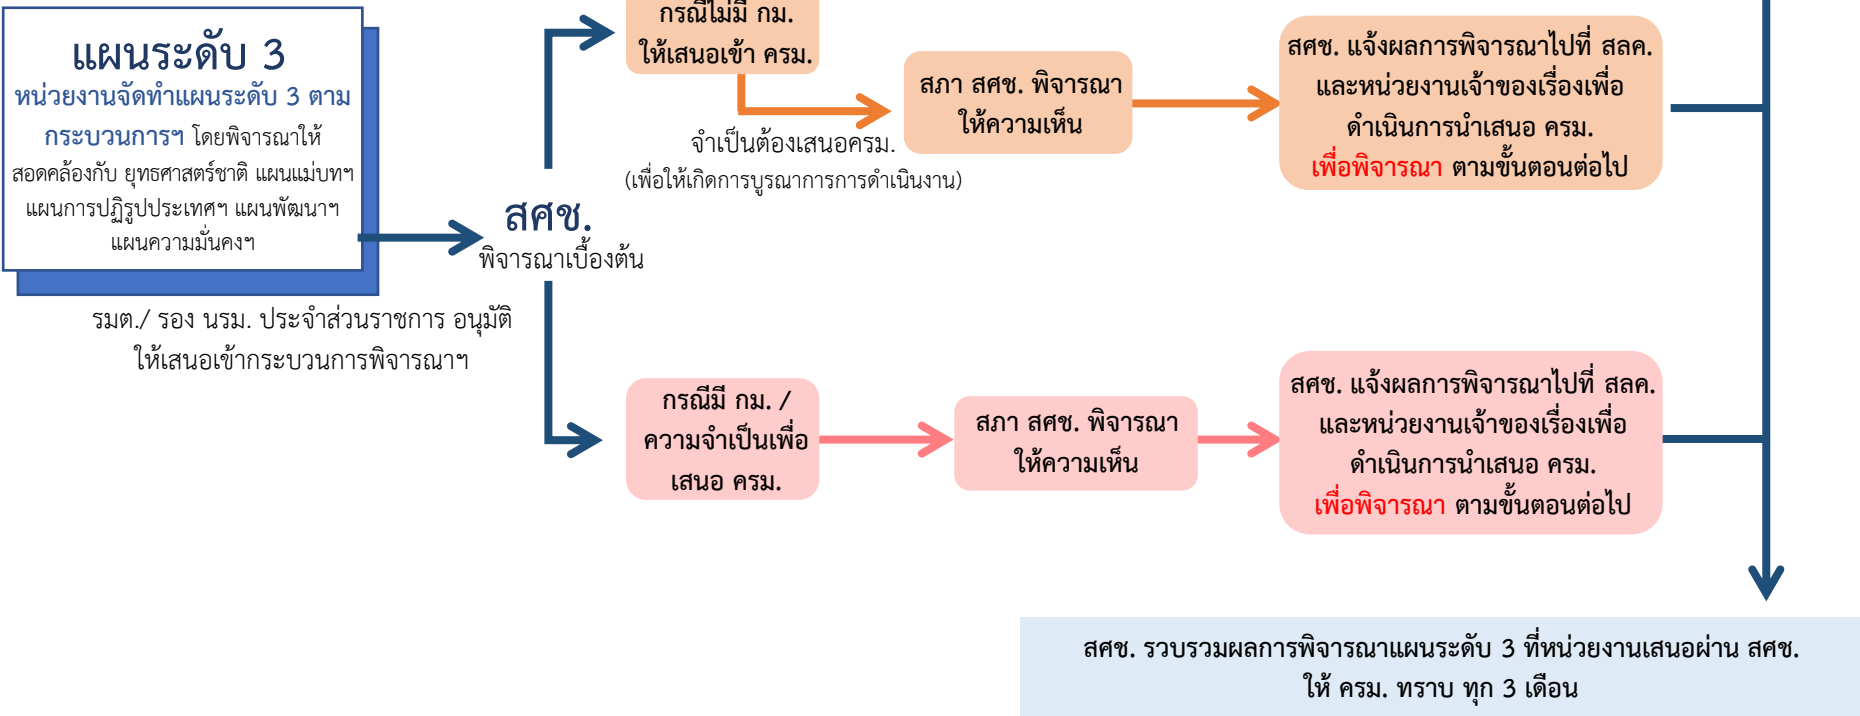 แผนระดับ 3
หน่วยงานจัดทำแผนระดับ 3 ตาม
กระบวนการฯ โดยพิจารณาให้
สอดคล้องกับ ยุทธศาสตร์ชาติ แผนแม่บทฯ
แผนการปฏิรูปประเทศฯ แผนพัฒนาฯ
แผนความมั่นคงฯ
รมต./ รอง นรม. ประจำส่วนราชการ อนุมัติ
ให้เสนอเข้ากระบวนการพิจารณาฯ
สศช.
พิจารณาเบื้องต้น
กรณีไม่มี กม.
ให้เสนอเข้า ครม.
จำเป็นต้องเสนอครม.
(เพื่อให้เกิดการบูรณาการการดำเนินงาน)
สภา สศช. พิจารณา
ให้ความเห็น
สศช. แจ้งผลการพิจารณาไปที่ สลค.
และหน่วยงานเจ้าของเรื่องเพื่อ
ดำเนินการนำเสนอ ครม.
เพื่อพิจารณา ตามขั้นตอนต่อไป
กรณีมี กม. /
ความจำเป็นเพื่อ
เสนอ ครม.
สภา สศช. พิจารณา
ให้ความเห็น
สศช. แจ้งผลการพิจารณาไปที่ สลค.
และหน่วยงานเจ้าของเรื่องเพื่อ
ดำเนินการนำเสนอ ครม.
เพื่อพิจารณา ตามขั้นตอนต่อไป
สศช. รวบรวมผลการพิจารณาแผนระดับ 3 ที่หน่วยงานเสนอผ่าน สศช.
ให้ ครม. ทราบ ทุก 3 เดือน